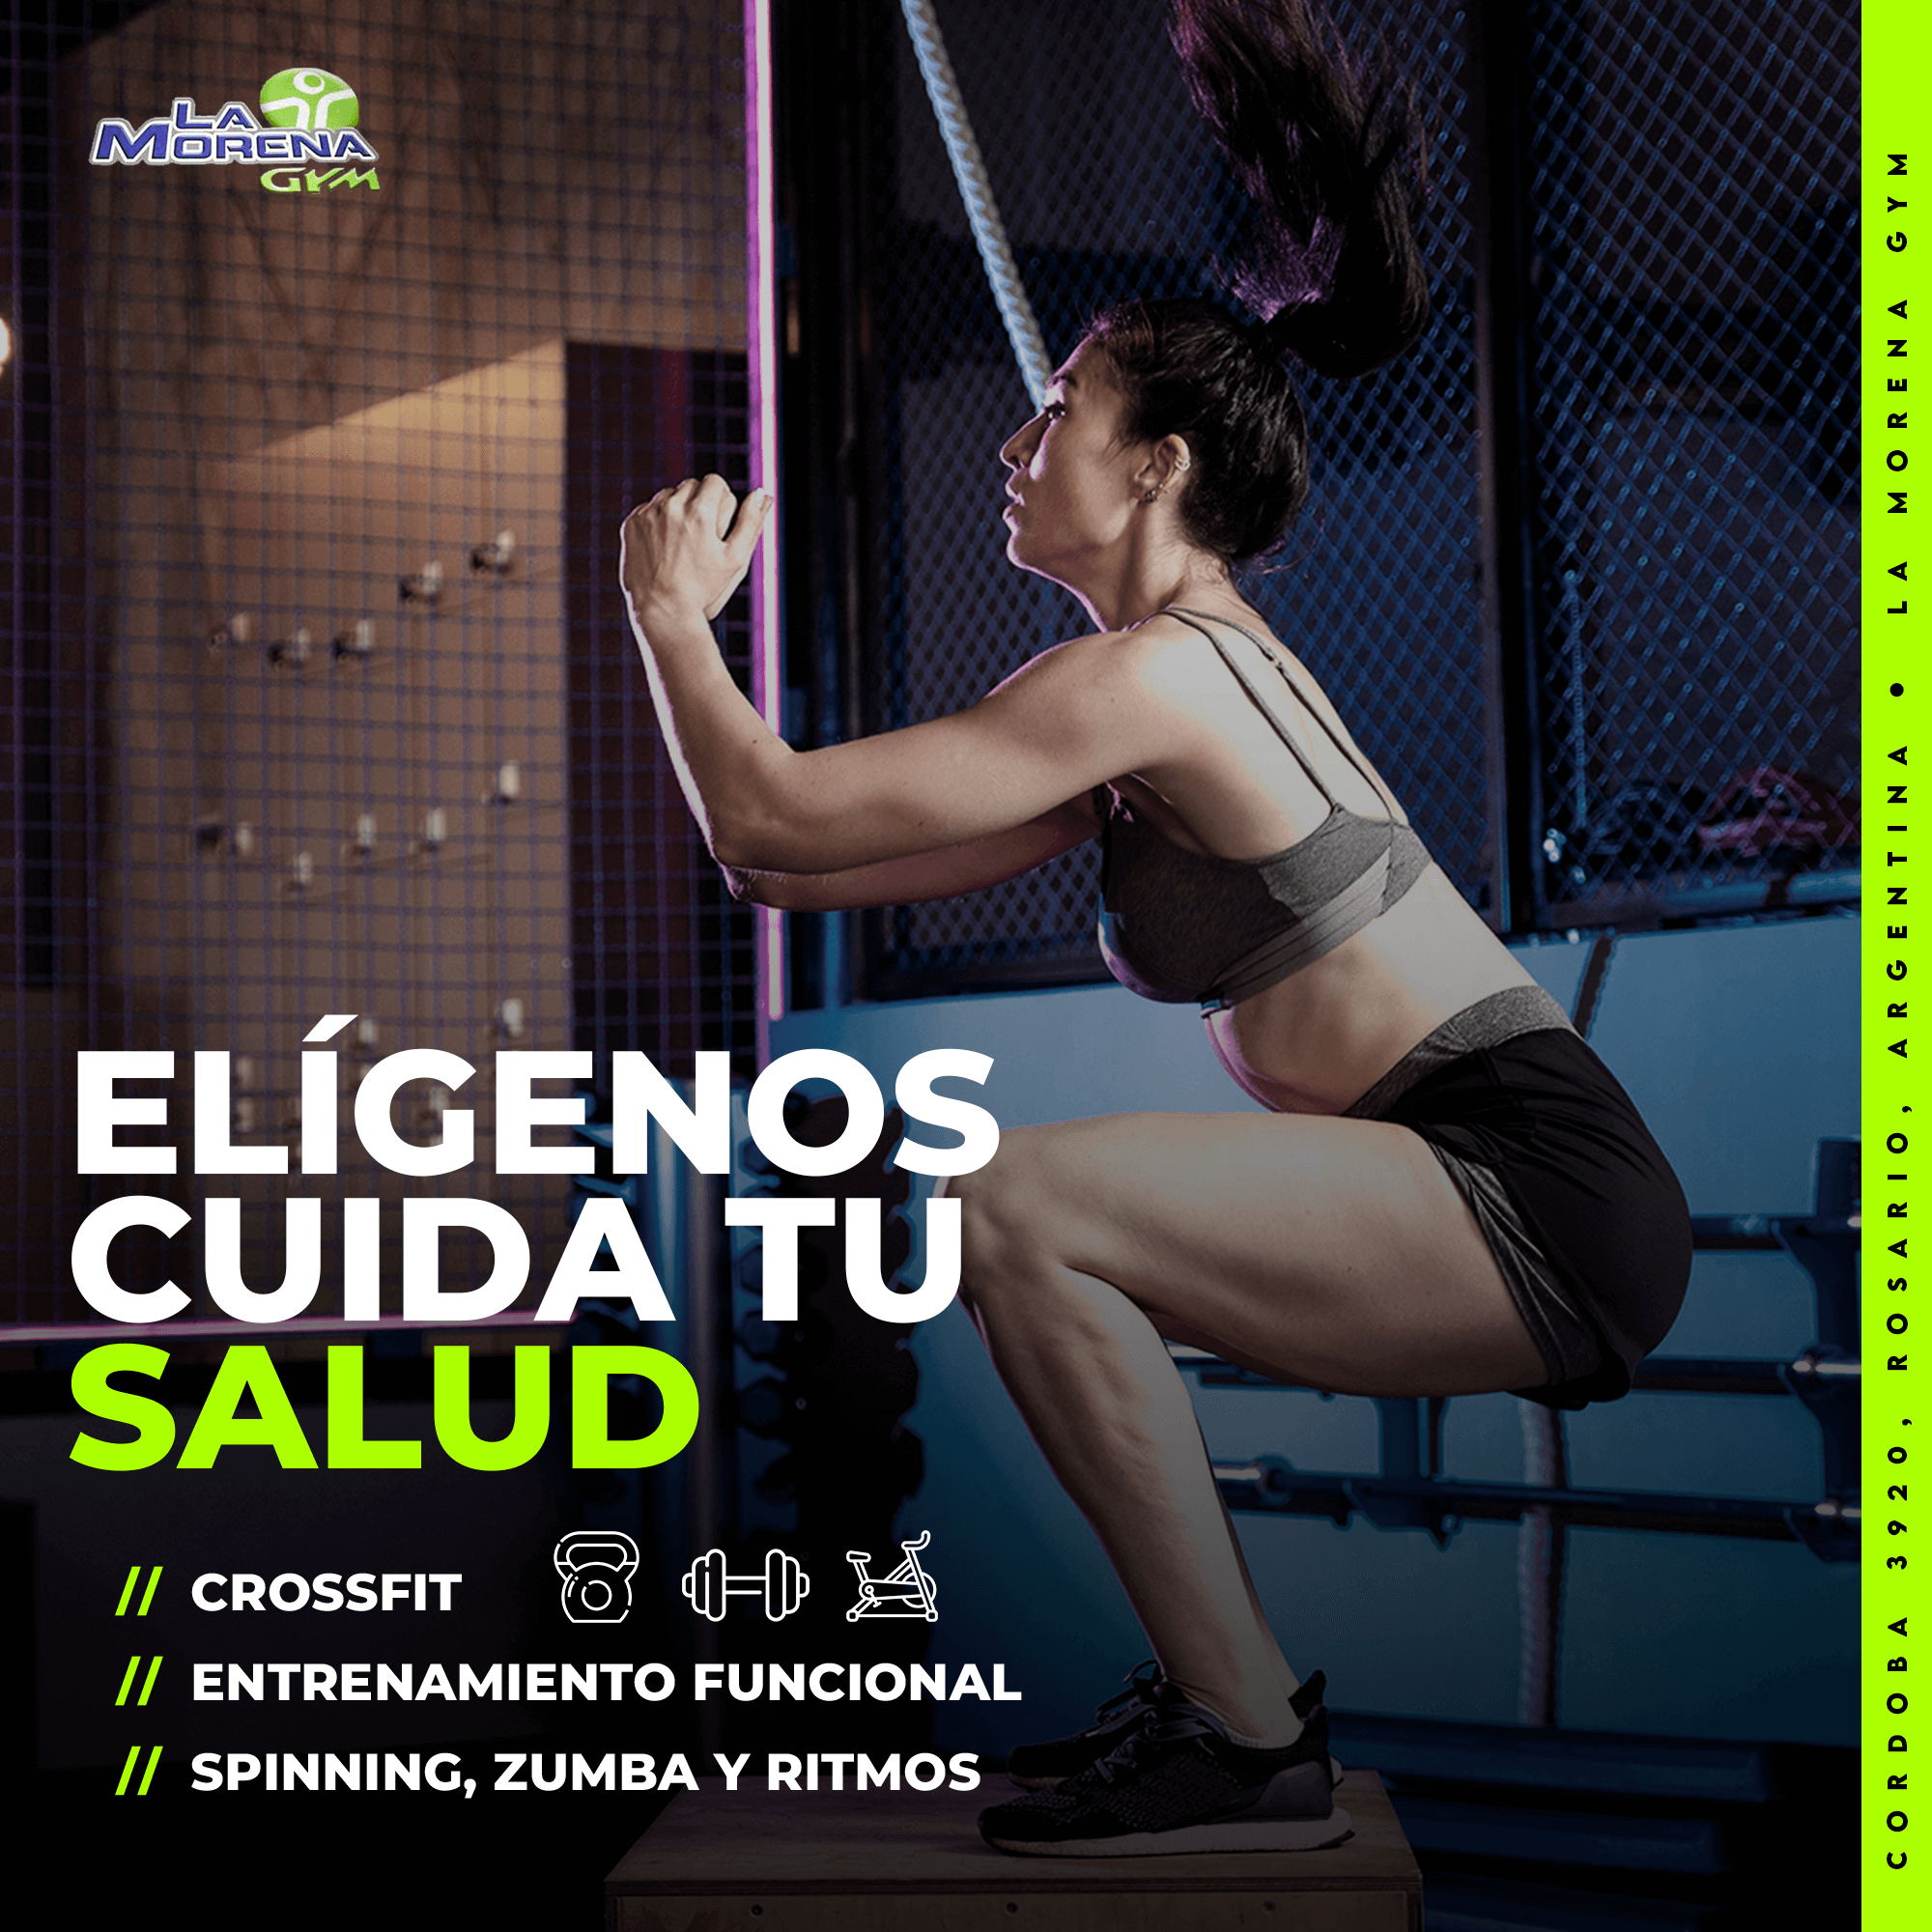 LA
MORENA
GYM
ELÍGENOS
CUIDA TU
SALUD
// CROSSFIT
// ENTRENAMIENTO FUNCIONAL
// SPINNING, ZUMBA Y RITMOS
CORDOBA 3920, ROSARIO, ARGENTINA • LA MORENA GYM